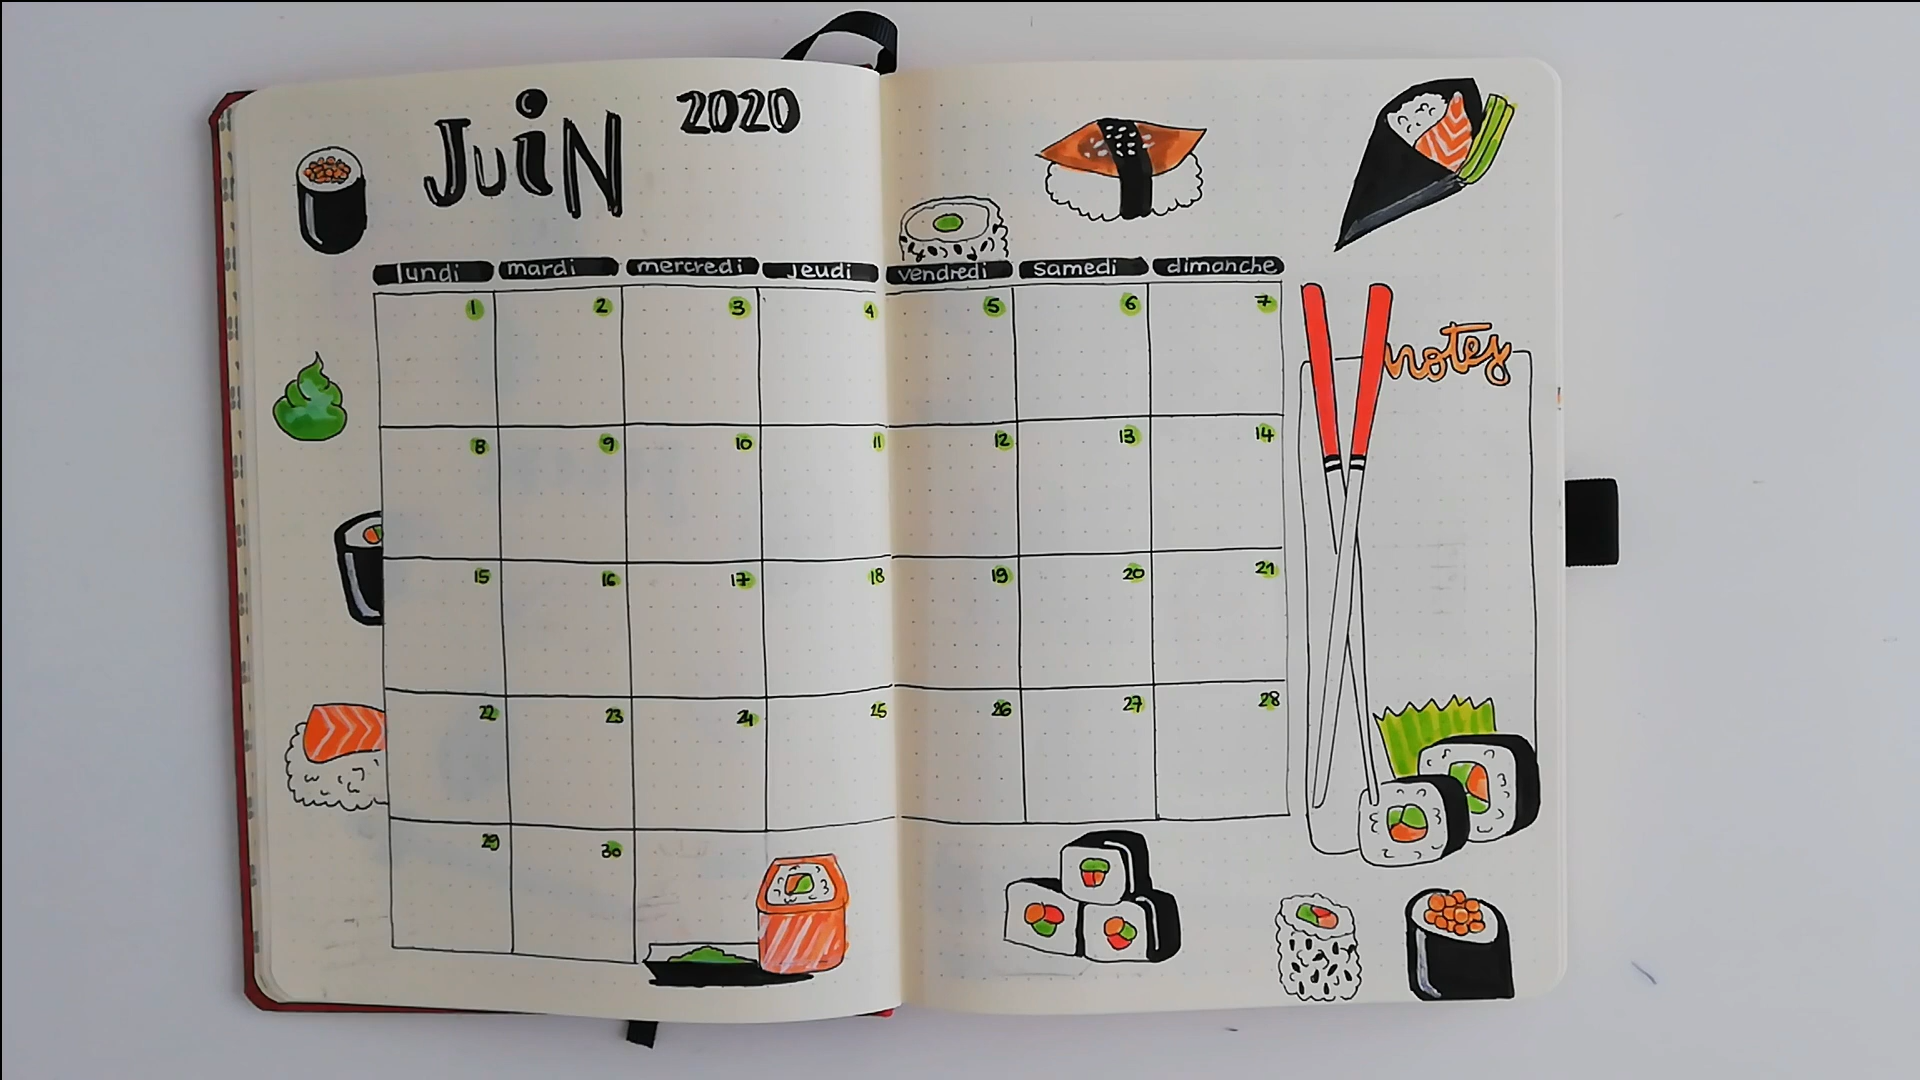 JuiN 2020
lundi mardi mercredi jeudi vendredi samedi dimanche
1 2 3 4 5 6 7
notes
8 9 10 11 12 13 14
15 16 17 18 19 20 21
22 23 24 25 26 27 28
29 30